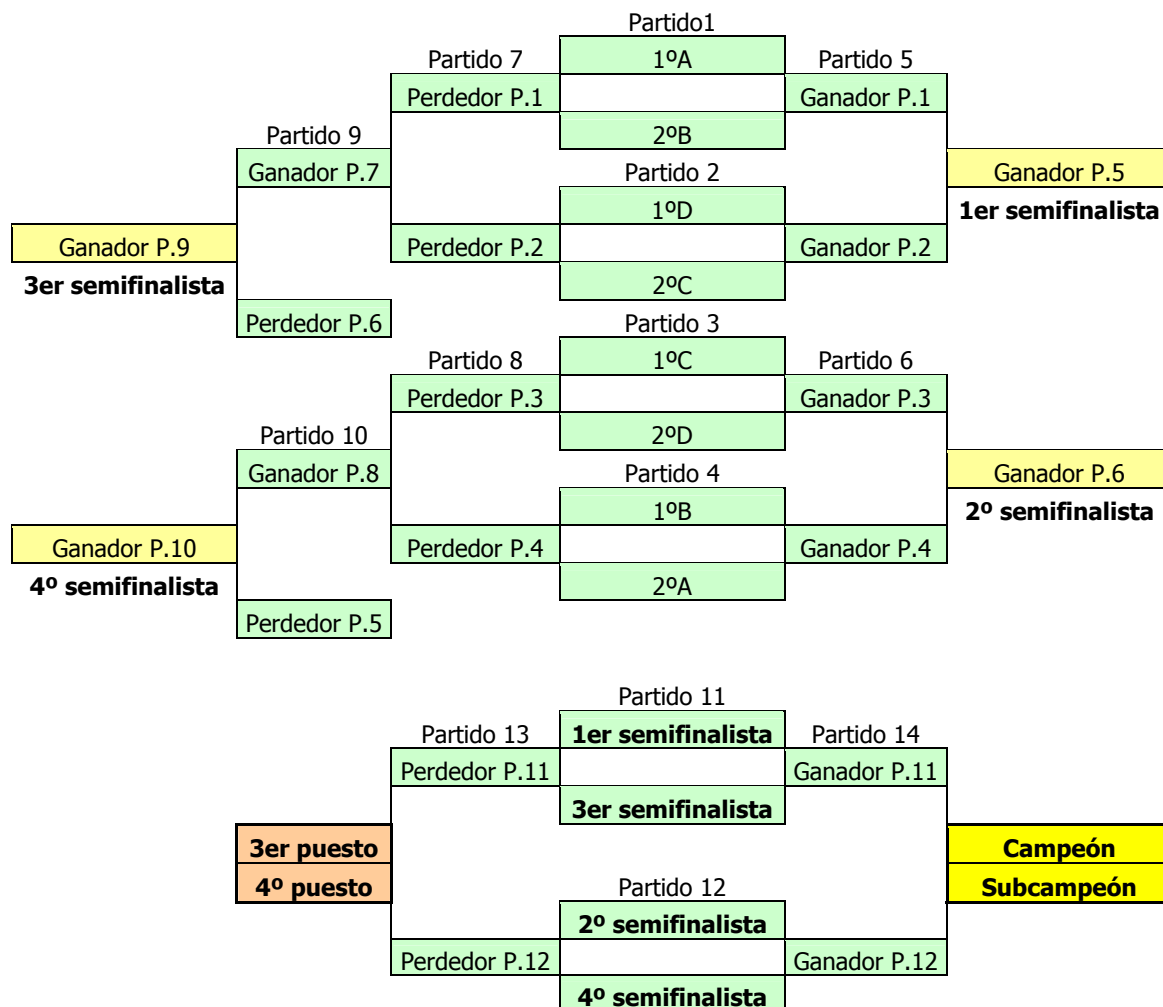 Partido1
Partido 7 1ºA Partido 5
Perdedor P.1 Ganador P.1
Partido 9 2ºB
Ganador P.7 Partido 2 Ganador P.5
1ºD 1er semifinalista
Ganador P.9 Perdedor P.2 Ganador P.2
3er semifinalista 2ºC
Perdedor P.6 Partido 3
Partido 8 1ºC Partido 6
Perdedor P.3 Ganador P.3
Partido 10 2ºD
Ganador P.8 Partido 4 Ganador P.6
1ºB 2º semifinalista
Ganador P.10 Perdedor P.4 Ganador P.4
4º semifinalista 2ºA
Perdedor P.5
Partido 11
Partido 13 1er semifinalista Partido 14
Perdedor P.11 Ganador P.11
3er semifinalista
3er puesto Campeón
4º puesto Partido 12 Subcampeón
2º semifinalista
Perdedor P.12 Ganador P.12
4º semifinalista